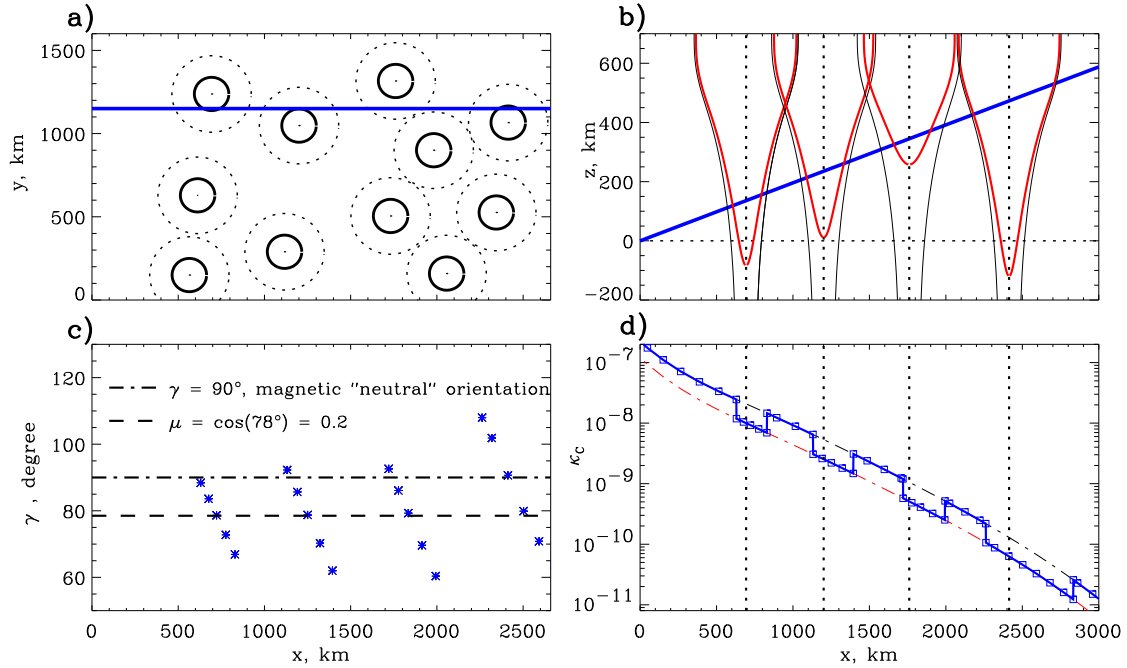 a)
1500
1000
500
0
y, km
b)
600
400
200
0
−200
z, km
0 500 1000 1500 2000 2500 3000
c)
120
100
80
60
γ , degree
γ = 90°, magnetic "neutral" orientation
μ = cos(78°) = 0.2
0 500 1000 1500 2000 2500
x, km
d)
10⁻⁷
10⁻⁸
10⁻⁹
10⁻¹⁰
10⁻¹¹
κc
x, km